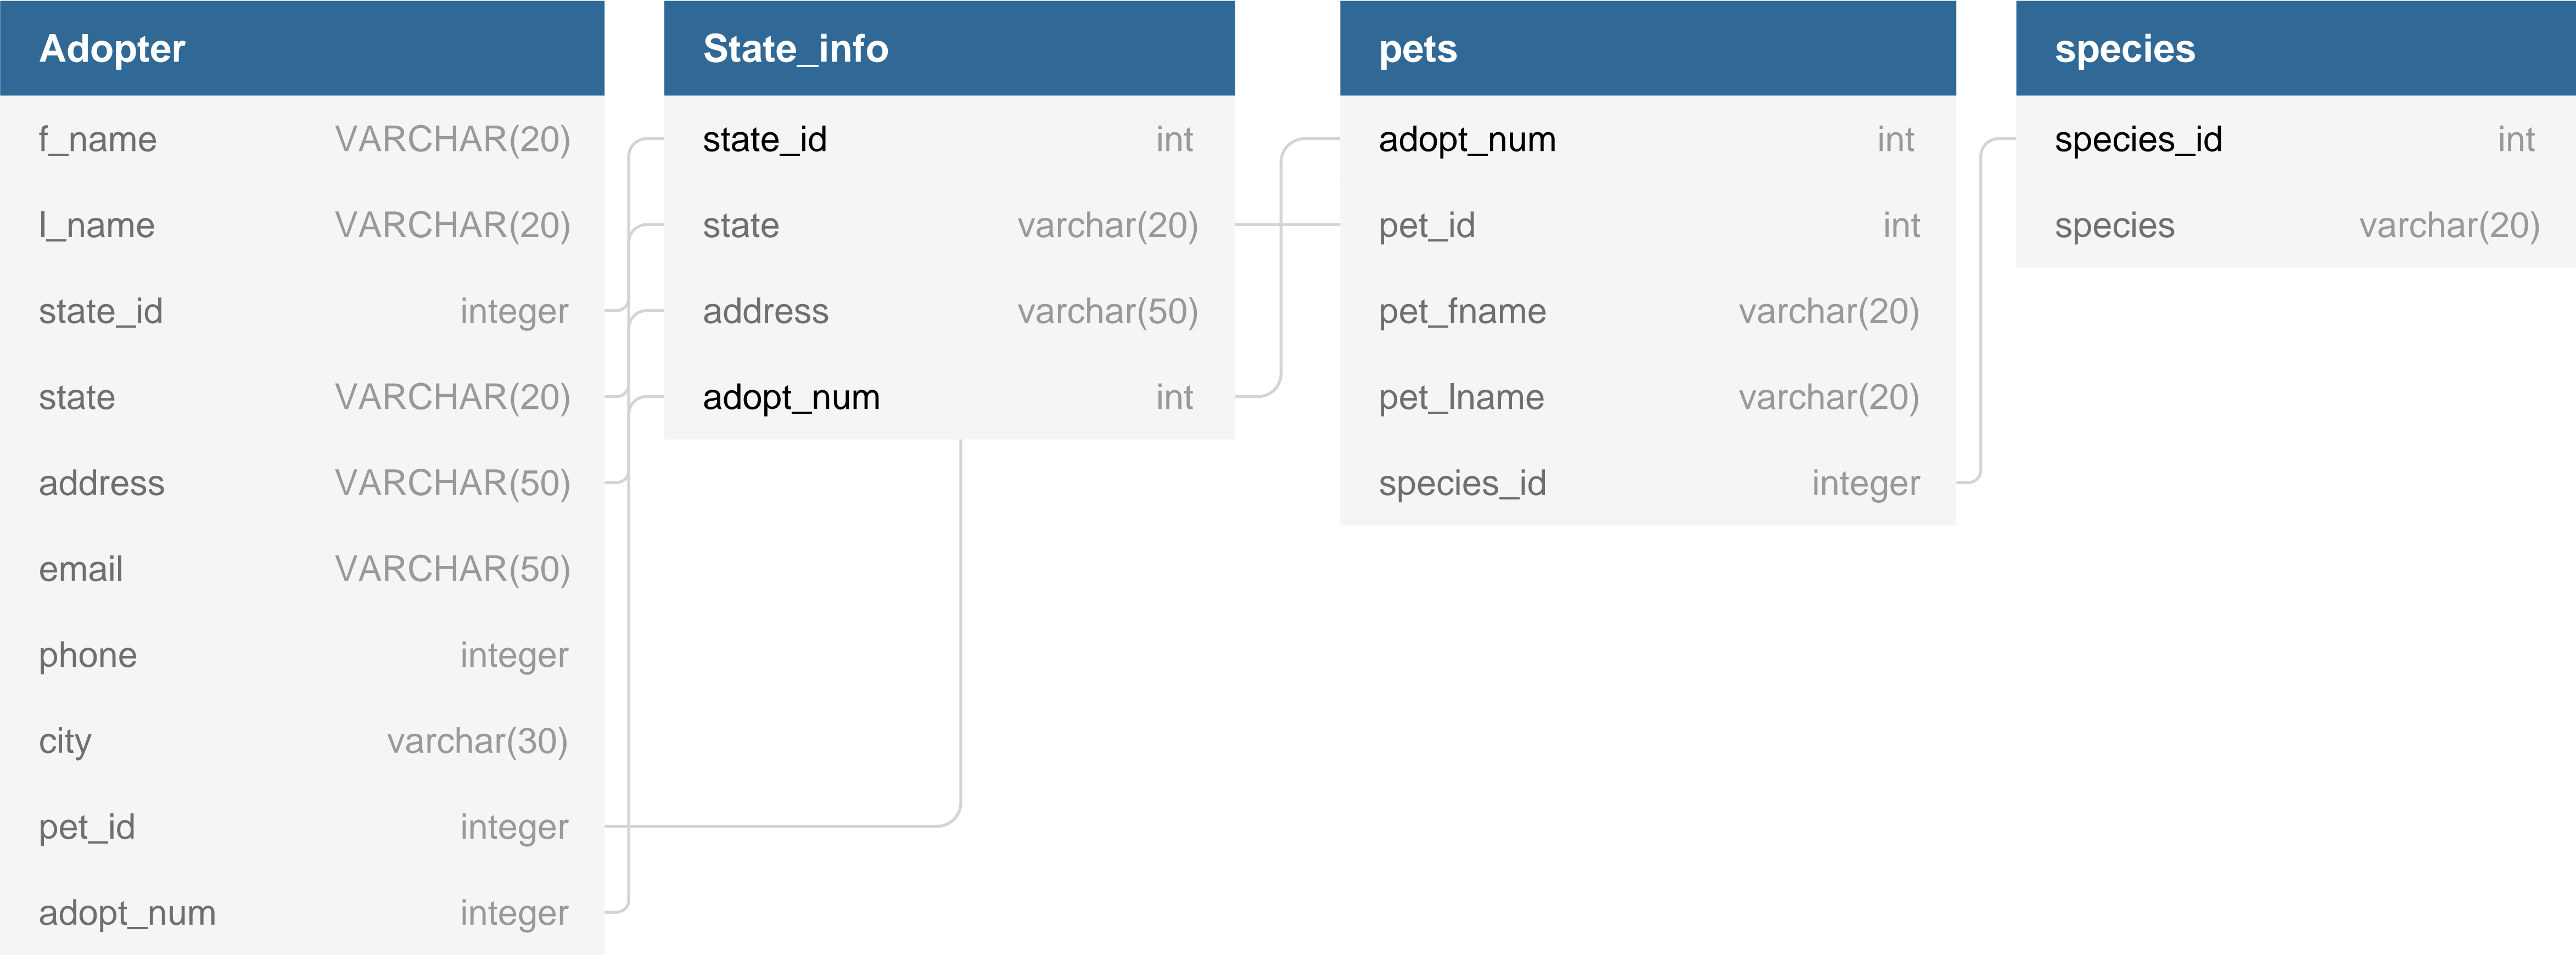 Adopter
f_name VARCHAR(20)
l_name VARCHAR(20)
state_id integer
state VARCHAR(20)
address VARCHAR(50)
email VARCHAR(50)
phone integer
city varchar(30)
pet_id integer
adopt_num integer
State_info
state_id int
state varchar(20)
address varchar(50)
adopt_num int
pets
adopt_num int
pet_id int
pet_fname varchar(20)
pet_lname varchar(20)
species_id integer
species
species_id int
species varchar(20)